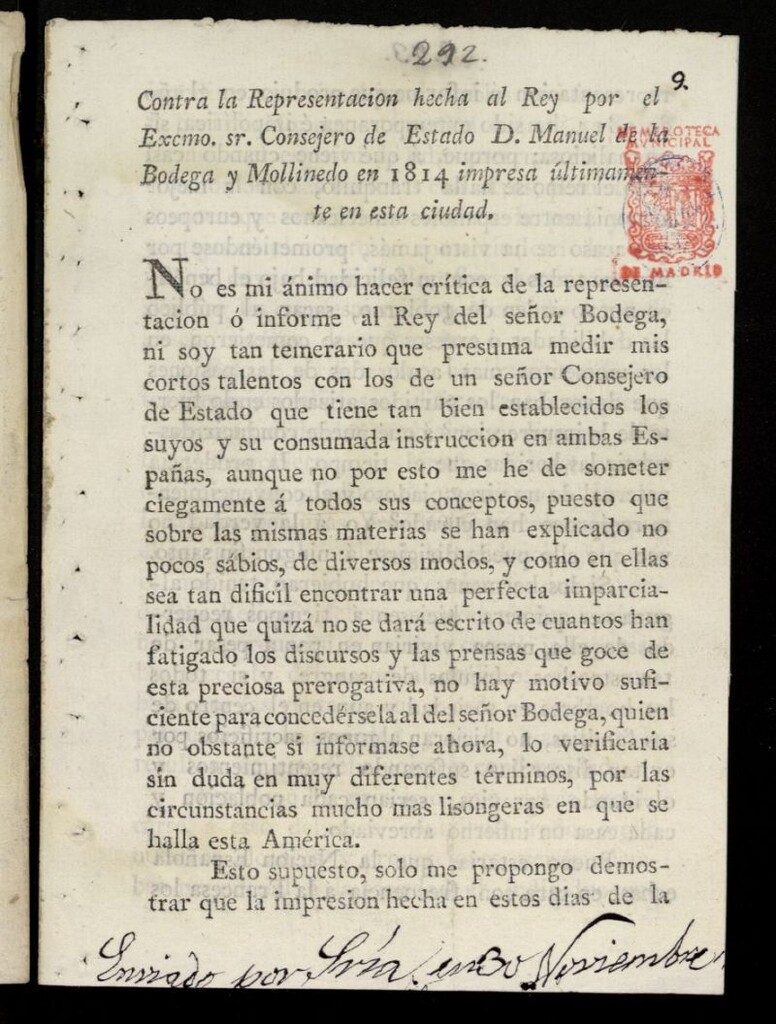 292.
9.
Contra la Representacion hecha al Rey por el
Excmo. sr. Consejero de Estado D. Manuel de la
Bodega y Mollinedo en 1814 impresa últimamen-
te en esta ciudad.
HEMEROTECA
MVNICIPAL
DE MADRID
No es mi ánimo hacer crítica de la represen-
tacion ó informe al Rey del señor Bodega,
ni soy tan temerario que presuma medir mis
cortos talentos con los de un señor Consejero
de Estado que tiene tan bien establecidos los
suyos y su consumada instruccion en ambas Es-
pañas, aunque no por esto me he de someter
ciegamente á todos sus conceptos, puesto que
sobre las mismas materias se han explicado no
pocos sábios, de diversos modos, y como en ellas
sea tan dificil encontrar una perfecta imparcia-
lidad que quizá no se dará escrito de cuantos han
fatigado los discursos y las prensas que goce de
esta preciosa prerogativa, no hay motivo sufi-
ciente para concedérsela al del señor Bodega, quien
no obstante si informase ahora, lo verificaria
sin duda en muy diferentes términos, por las
circunstancias mucho mas lisongeras en que se
halla esta América.
Esto supuesto, solo me propongo demos-
trar que la impresion hecha en estos dias de la
Enviado por Sría. en 30 Noviembre